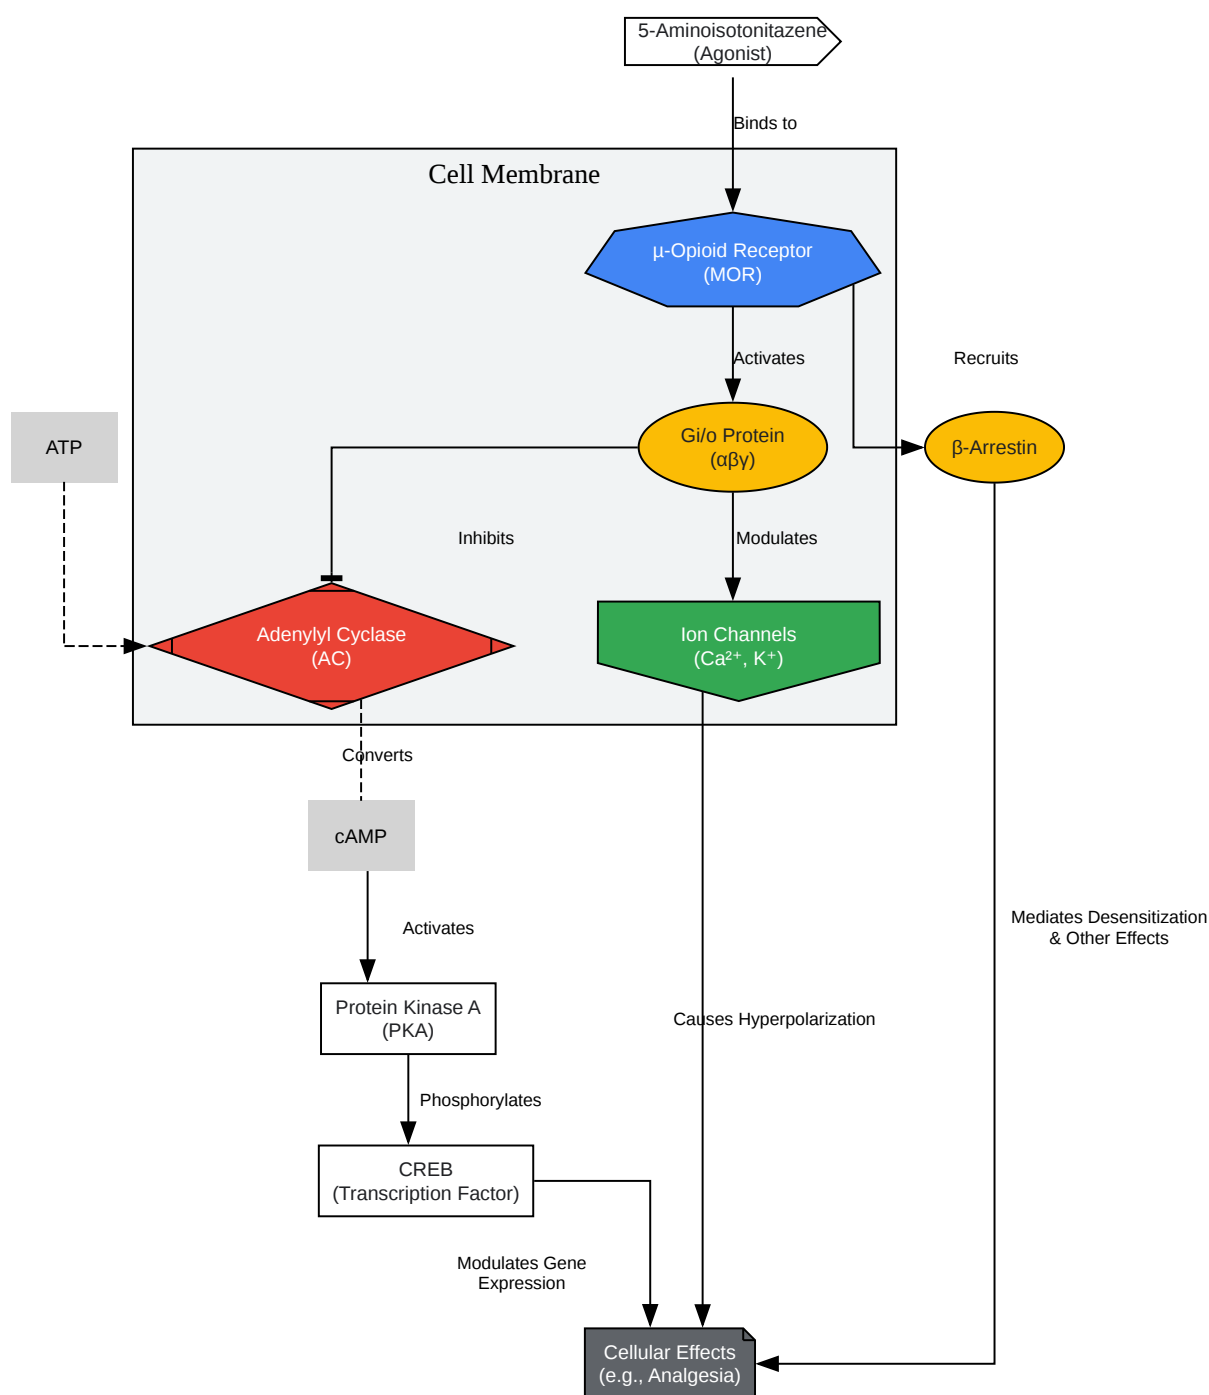 5-Aminoisotonitazene
(Agonist)
Binds to
Cell Membrane
µ-Opioid Receptor
(MOR)
Activates
Recruits
ATP
Gi/o Protein
(αβγ)
β-Arrestin
Inhibits
Modulates
Adenylyl Cyclase
(AC)
Ion Channels
(Ca²⁺, K⁺)
Converts
cAMP
Activates
Mediates Desensitization
& Other Effects
Protein Kinase A
(PKA)
Causes Hyperpolarization
Phosphorylates
CREB
(Transcription Factor)
Modulates Gene
Expression
Cellular Effects
(e.g., Analgesia)